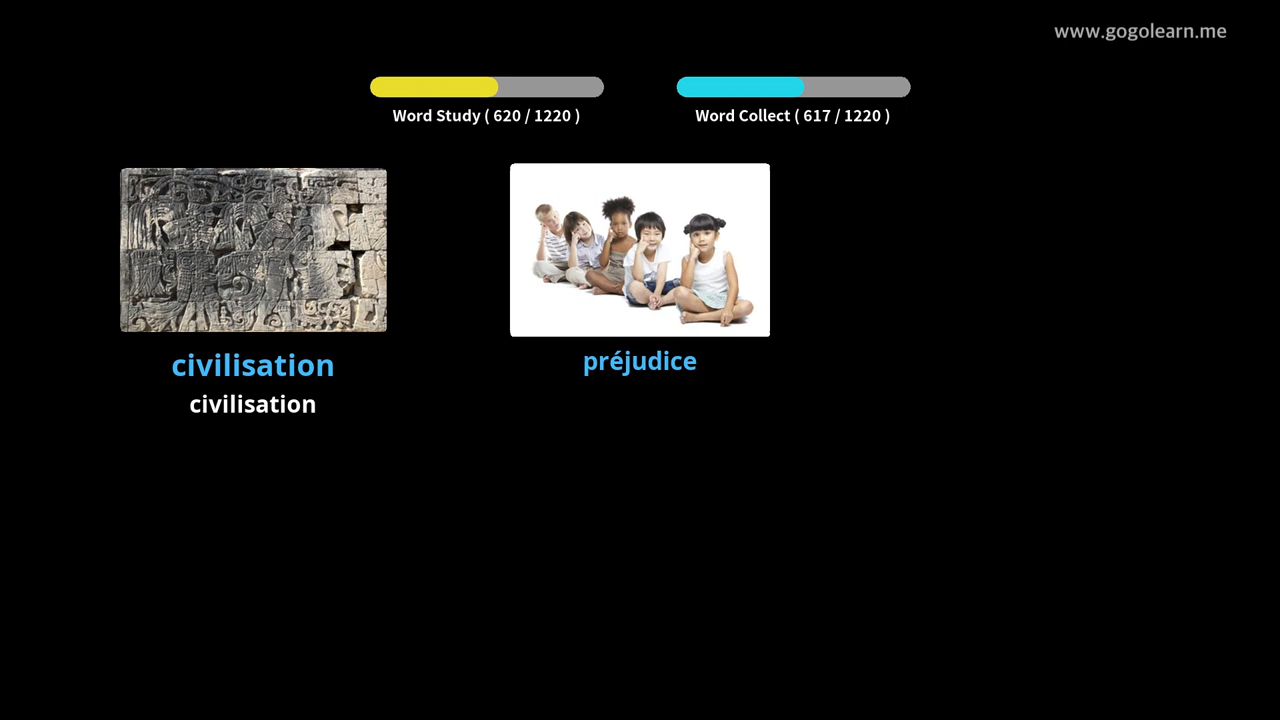 www.gogolearn.me
Word Study ( 620 / 1220 )
Word Collect ( 617 / 1220 )
civilisation
civilisation
préjudice